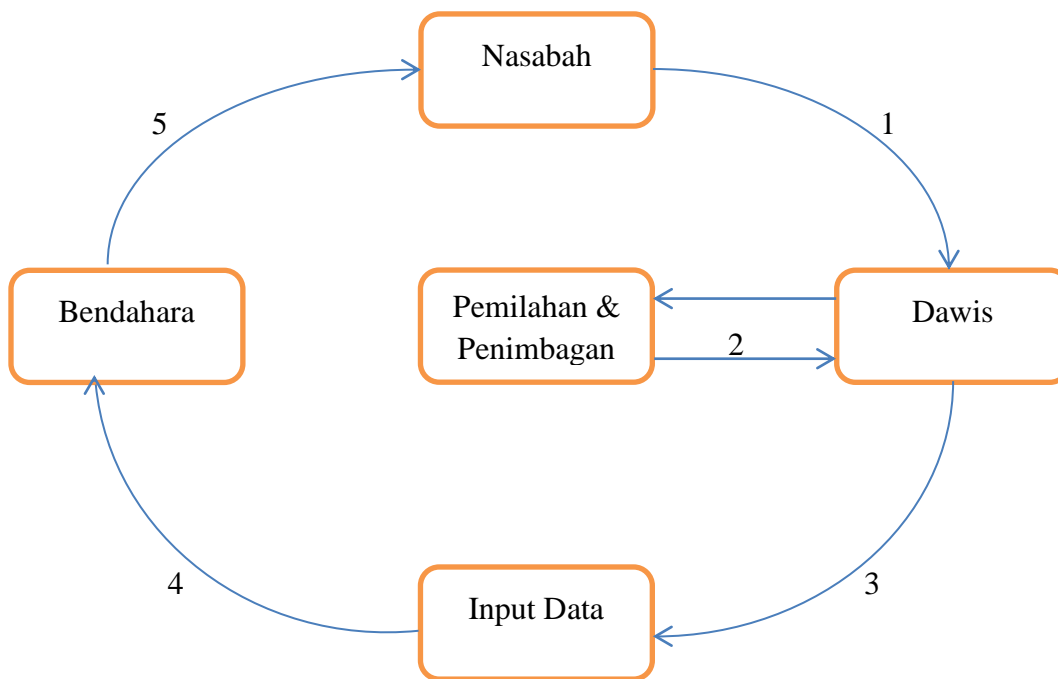 Nasabah
5
1
Bendahara
Pemilahan &
Penimbagan
2
Dawis
4
Input Data
3